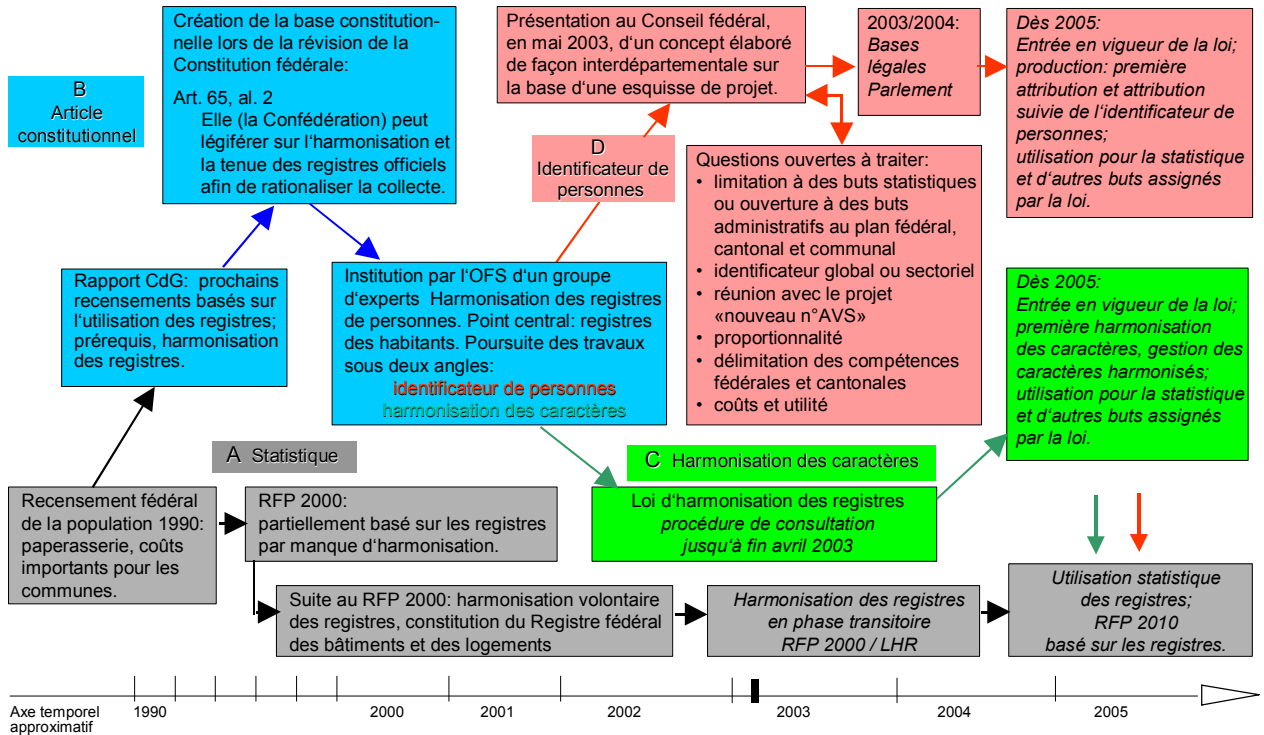 B
Article
constitutionnel
Création de la base constitution-
nelle lors de la révision de la
Constitution fédérale:
Art. 65, al. 2
Elle (la Confédération) peut
légiférer sur l‘harmonisation et
la tenue des registres officiels
afin de rationaliser la collecte.
Présentation au Conseil fédéral,
en mai 2003, d‘un concept élaboré
de façon interdépartementale sur
la base d‘une esquisse de projet.
2003/2004:
Bases
légales
Parlement
Dès 2005:
Entrée en vigueur de la loi;
production: première
attribution et attribution
suivie de l‘identificateur de
personnes;
utilisation pour la statistique
et d‘autres buts assignés
par la loi.
D
Identificateur de
personnes
Questions ouvertes à traiter:
• limitation à des buts statistiques
ou ouverture à des buts
administratifs au plan fédéral,
cantonal et communal
• identificateur global ou sectoriel
• réunion avec le projet
«nouveau n°AVS»
• proportionnalité
• délimitation des compétences
fédérales et cantonales
• coûts et utilité
Rapport CdG: prochains
recensements basés sur
l‘utilisation des registres;
prérequis, harmonisation
des registres.
Institution par l‘OFS d‘un groupe
d‘experts Harmonisation des registres
de personnes. Point central: registres
des habitants. Poursuite des travaux
sous deux angles:
identificateur de personnes
harmonisation des caractères
Dès 2005:
Entrée en vigueur de la loi;
première harmonisation
des caractères, gestion des
caractères harmonisés;
utilisation pour la statistique
et d‘autres buts assignés
par la loi.
A Statistique
C Harmonisation des caractères
Recensement fédéral
de la population 1990:
paperasserie, coûts
importants pour les
communes.
RFP 2000:
partiellement basé sur les registres
par manque d‘harmonisation.
Loi d‘harmonisation des registres
procédure de consultation
jusqu‘à fin avril 2003
Suite au RFP 2000: harmonisation volontaire
des registres, constitution du Registre fédéral
des bâtiments et des logements
Harmonisation des registres
en phase transitoire
RFP 2000 / LHR
Utilisation statistique
des registres;
RFP 2010
basé sur les registres.
Axe temporel
approximatif
1990 2000 2001 2002 2003 2004 2005